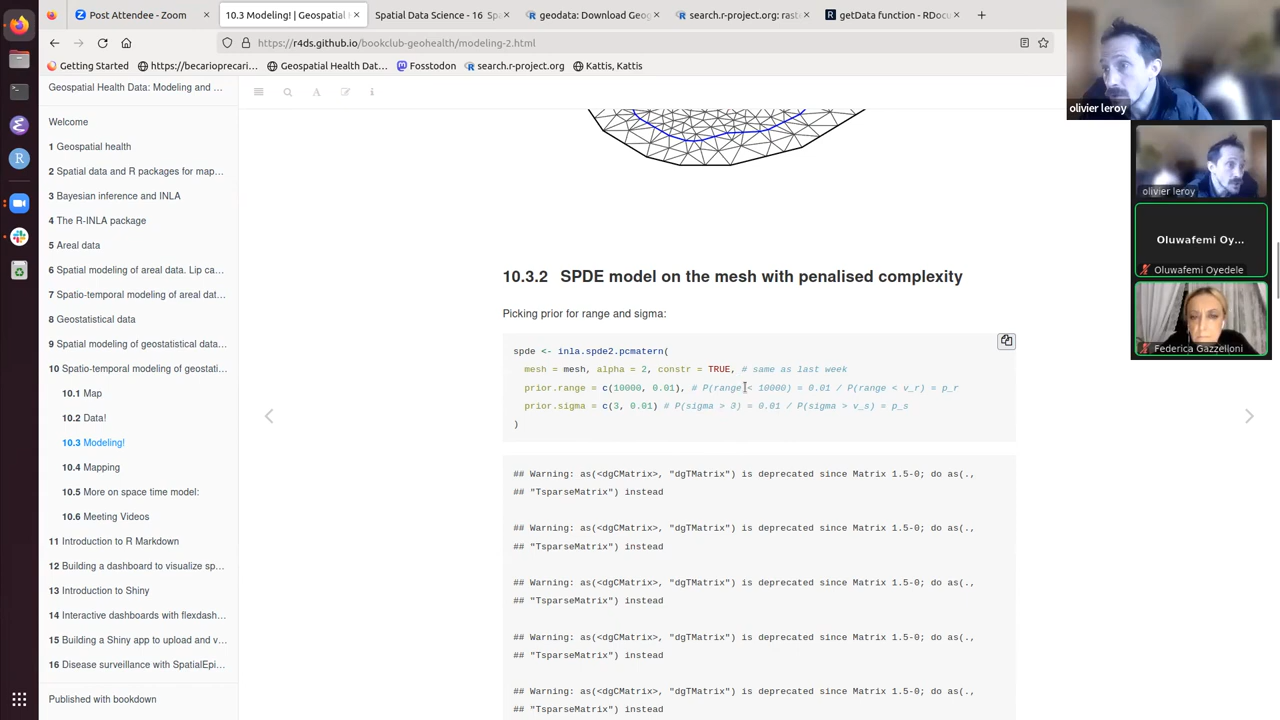 Post Attendee - Zoom
10.3 Modeling! | Geospatial
Spatial Data Science - 16 Sp
geodata: Download Geog
search.r-project.org: rast
getData function - RDocu
https://r4ds.github.io/bookclub-geohealth/modeling-2.html
Getting Started
https://becarioprecari...
Geospatial Health Dat...
Fosstodon
search.r-project.org
Kattis, Kattis
Geospatial Health Data: Modeling and ...
Welcome
1 Geospatial health
2 Spatial data and R packages for map...
3 Bayesian inference and INLA
4 The R-INLA package
5 Areal data
6 Spatial modeling of areal data. Lip ca...
7 Spatio-temporal modeling of areal dat...
8 Geostatistical data
9 Spatial modeling of geostatistical data...
10 Spatio-temporal modeling of geostati...
10.1 Map
10.2 Data!
10.3 Modeling!
10.4 Mapping
10.5 More on space time model:
10.6 Meeting Videos
11 Introduction to R Markdown
12 Building a dashboard to visualize sp...
13 Introduction to Shiny
14 Interactive dashboards with flexdash...
15 Building a Shiny app to upload and v...
16 Disease surveillance with SpatialEpi...
Published with bookdown
10.3.2 SPDE model on the mesh with penalised complexity
Picking prior for range and sigma:
spde <- inla.spde2.pcmatern(
mesh = mesh, alpha = 2, constr = TRUE, # same as last week
prior.range = c(10000, 0.01), # P(range < 10000) = 0.01 / P(range < v_r) = p_r
prior.sigma = c(3, 0.01) # P(sigma > 3) = 0.01 / P(sigma > v_s) = p_s
)
## Warning: as(<dgCMatrix>, "dgTMatrix") is deprecated since Matrix 1.5-0; do as(.,
## "TsparseMatrix") instead
## Warning: as(<dgCMatrix>, "dgTMatrix") is deprecated since Matrix 1.5-0; do as(.,
## "TsparseMatrix") instead
## Warning: as(<dgCMatrix>, "dgTMatrix") is deprecated since Matrix 1.5-0; do as(.,
## "TsparseMatrix") instead
## Warning: as(<dgCMatrix>, "dgTMatrix") is deprecated since Matrix 1.5-0; do as(.,
## "TsparseMatrix") instead
## Warning: as(<dgCMatrix>, "dgTMatrix") is deprecated since Matrix 1.5-0; do as(.,
## "TsparseMatrix") instead
olivier leroy
olivier leroy
Oluwafemi Oy...
Oluwafemi Oyedele
Federica Gazzelloni